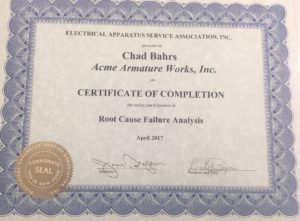 ELECTRICAL APPARATUS SERVICE ASSOCIATION, INC.
presents to
Chad Bahrs
Acme Armature Works, Inc.
this
CERTIFICATE OF COMPLETION
for active participation in
Root Cause Failure Analysis
April 2017
CORPORATE
SEAL